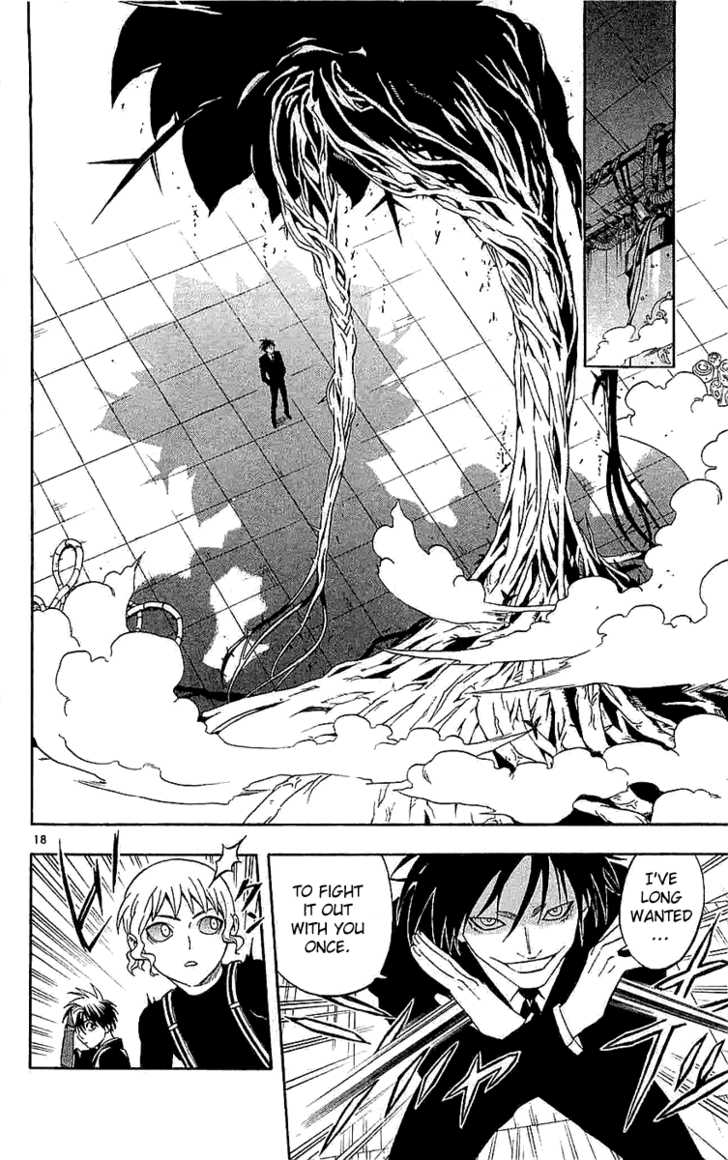 18
I'VE
LONG
WANTED
...
TO FIGHT
IT OUT
WITH YOU
ONCE.